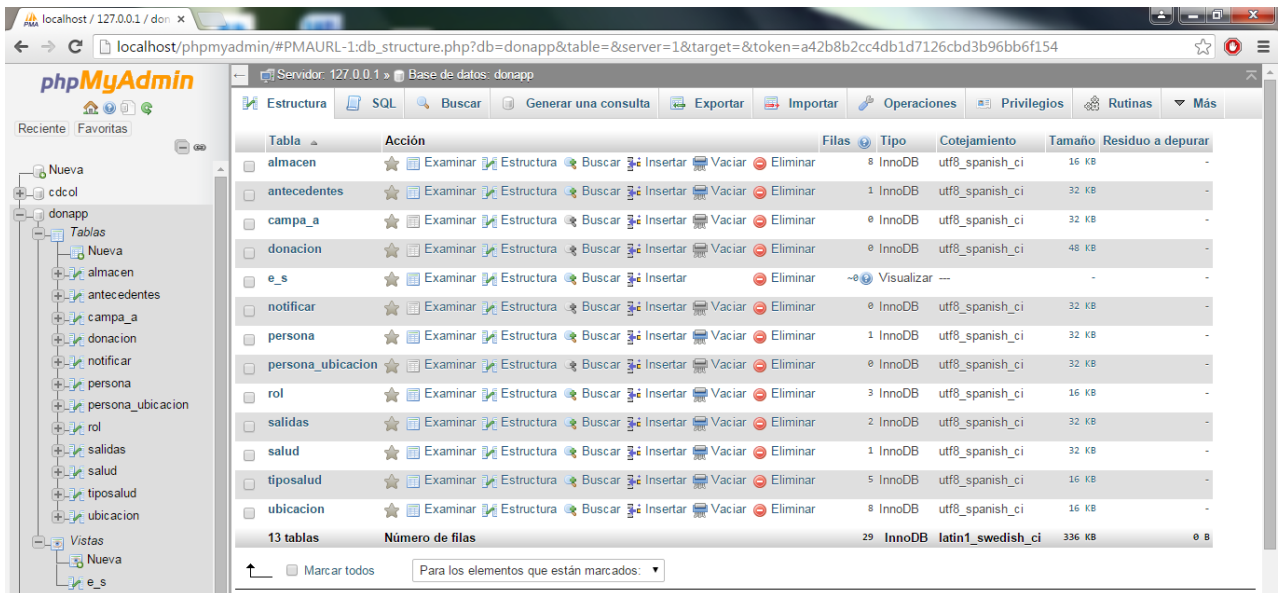 localhost / 127.0.0.1 / don
localhost/phpmyadmin/#PMAURL-1:db_structure.php?db=donapp&table=&server=1&target=&token=a42b8b2cc4db1d7126cbd3b96bb6f154
phpMyAdmin
Reciente Favoritas
Nueva
cdcol
donapp
Tablas
Nueva
almacen
antecedentes
campa_a
donacion
notificar
persona
persona_ubicacion
rol
salidas
salud
tiposalud
ubicacion
Vistas
Nueva
e_s
Servidor: 127.0.0.1 » Base de datos: donapp
Estructura SQL Buscar Generar una consulta Exportar Importar Operaciones Privilegios Rutinas Más
Tabla Acción Filas Tipo Cotejamiento Tamaño Residuo a depurar
almacen Examinar Estructura Buscar Insertar Vaciar Eliminar 8 InnoDB utf8_spanish_ci 16 KB -
antecedentes Examinar Estructura Buscar Insertar Vaciar Eliminar 1 InnoDB utf8_spanish_ci 32 KB -
campa_a Examinar Estructura Buscar Insertar Vaciar Eliminar 0 InnoDB utf8_spanish_ci 32 KB -
donacion Examinar Estructura Buscar Insertar Vaciar Eliminar 0 InnoDB utf8_spanish_ci 48 KB -
e_s Examinar Estructura Buscar Insertar Eliminar ~0 Visualizar --- - -
notificar Examinar Estructura Buscar Insertar Vaciar Eliminar 0 InnoDB utf8_spanish_ci 32 KB -
persona Examinar Estructura Buscar Insertar Vaciar Eliminar 1 InnoDB utf8_spanish_ci 32 KB -
persona_ubicacion Examinar Estructura Buscar Insertar Vaciar Eliminar 0 InnoDB utf8_spanish_ci 32 KB -
rol Examinar Estructura Buscar Insertar Vaciar Eliminar 3 InnoDB utf8_spanish_ci 16 KB -
salidas Examinar Estructura Buscar Insertar Vaciar Eliminar 2 InnoDB utf8_spanish_ci 32 KB -
salud Examinar Estructura Buscar Insertar Vaciar Eliminar 1 InnoDB utf8_spanish_ci 32 KB -
tiposalud Examinar Estructura Buscar Insertar Vaciar Eliminar 5 InnoDB utf8_spanish_ci 16 KB -
ubicacion Examinar Estructura Buscar Insertar Vaciar Eliminar 8 InnoDB utf8_spanish_ci 16 KB -
13 tablas Número de filas 29 InnoDB latin1_swedish_ci 336 KB 0 B
Marcar todos Para los elementos que están marcados: